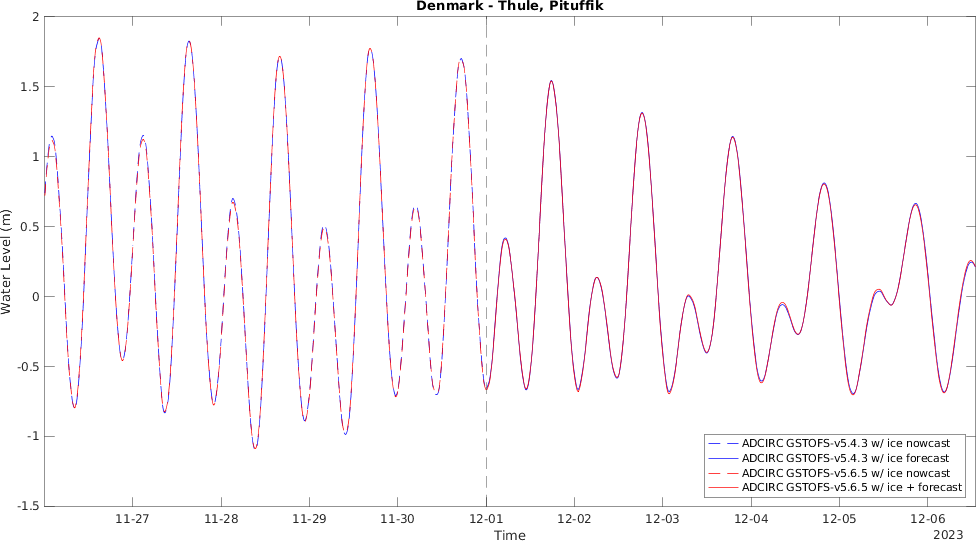 Denmark - Thule, Pituffik
2
1.5
1
0.5
0
-0.5
-1
-1.5
Water Level (m)
ADCIRC GSTOFS-v5.4.3 w/ ice nowcast
ADCIRC GSTOFS-v5.4.3 w/ ice forecast
ADCIRC GSTOFS-v5.6.5 w/ ice nowcast
ADCIRC GSTOFS-v5.6.5 w/ ice + forecast
11-27 11-28 11-29 11-30 12-01 12-02 12-03 12-04 12-05 12-06
Time
2023